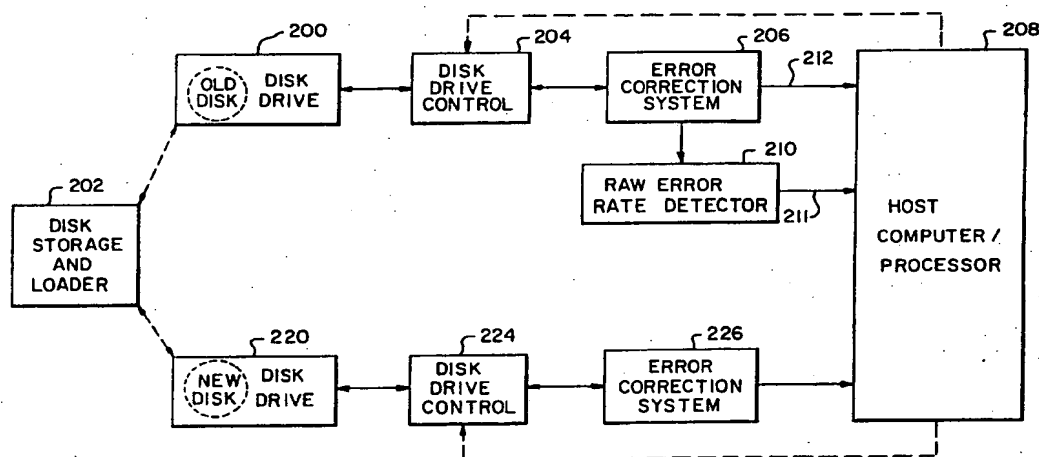 200
OLD DISK
DISK DRIVE
204
DISK
DRIVE
CONTROL
206
ERROR
CORRECTION
SYSTEM
212
208
HOST
COMPUTER/
PROCESSOR
210
RAW ERROR
RATE DETECTOR
211
202
DISK
STORAGE
AND
LOADER
220
NEW DISK
DISK DRIVE
224
DISK
DRIVE
CONTROL
226
ERROR
CORRECTION
SYSTEM